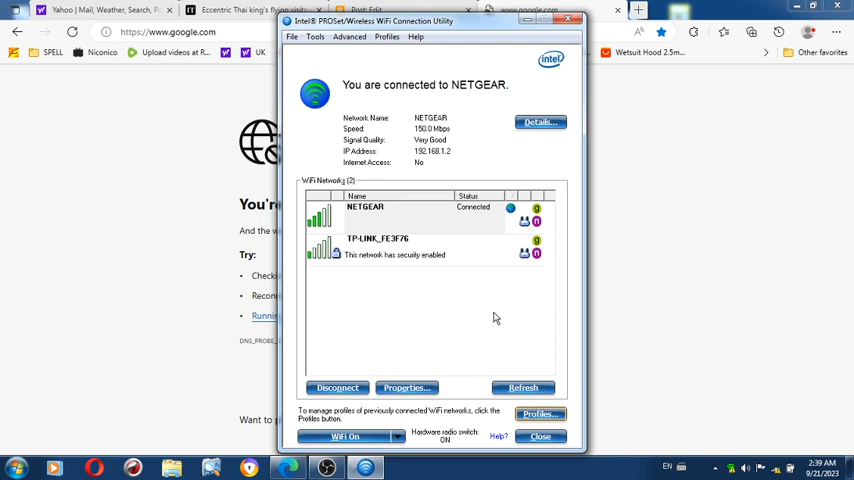 Yahoo | Mail, Weather, Search, Po
Eccentric Thai king's flying visits
Post: Edit
www.google.com
https://www.google.com
SPELL
Niconico
Upload videos at R...
UK
Wetsuit Hood 2.5m...
Other favorites
Intel® PROSet/Wireless WiFi Connection Utility
File Tools Advanced Profiles Help
intel
You are connected to NETGEAR.
Network Name: NETGEAR
Speed: 150.0 Mbps
Signal Quality: Very Good
IP Address: 192.168.1.2
Internet Access: No
Details...
WiFi Networks (2)
Name Status
NETGEAR Connected
g
n
TP-LINK_FE3F76
g
This network has security enabled
n
Disconnect Properties... Refresh
To manage profiles of previously connected WiFi networks, click the
Profiles button.
Profiles...
WiFi On
Hardware radio switch:
ON
Help?
Close
You're
And the w
Try:
• Checki
• Recon
• Runnin
DNS_PROBE_
Want to p
EN
2:39 AM
9/21/2023